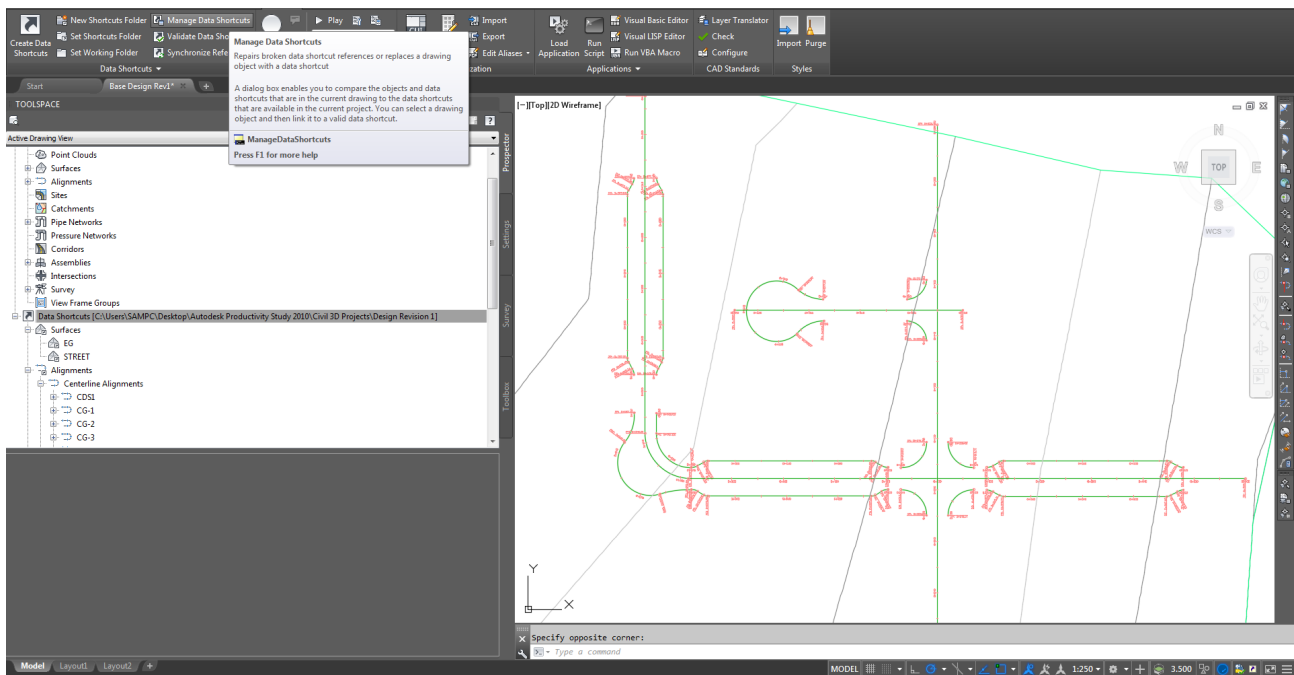 New Shortcuts Folder
Manage Data Shortcuts
Play
Import
Visual Basic Editor
Layer Translator
Set Shortcuts Folder
Validate Data Sho
Export
Visual LISP Editor
Check
Create Data
Shortcuts
Set Working Folder
Synchronize Refe
Edit Aliases
Load
Application
Run
Script
Run VBA Macro
Configure
Import Purge
Data Shortcuts
zation
Applications
CAD Standards
Styles
Manage Data Shortcuts
Repairs broken data shortcut references or replaces a drawing
object with a data shortcut
A dialog box enables you to compare the objects and data
shortcuts that are in the current drawing to the data shortcuts
that are available in the current project. You can select a drawing
object and then link it to a valid data shortcut.
ManageDataShortcuts
Press F1 for more help
Start
Base Design Rev1*
TOOLSPACE
Active Drawing View
Point Clouds
Surfaces
Alignments
Sites
Catchments
Pipe Networks
Pressure Networks
Corridors
Assemblies
Intersections
Survey
View Frame Groups
Data Shortcuts [C:\Users\SAMPC\Desktop\Autodesk Productivity Study 2010\Civil 3D Projects\Design Revision 1]
Surfaces
EG
STREET
Alignments
Centerline Alignments
CDS1
CG-1
CG-2
CG-3
Prospector
Settings
Survey
Toolbox
[−][Top][2D Wireframe]
N
W
TOP
E
S
WCS
Y
X
Specify opposite corner:
Type a command
Model
Layout1
Layout2
+
MODEL
1:250
3.500